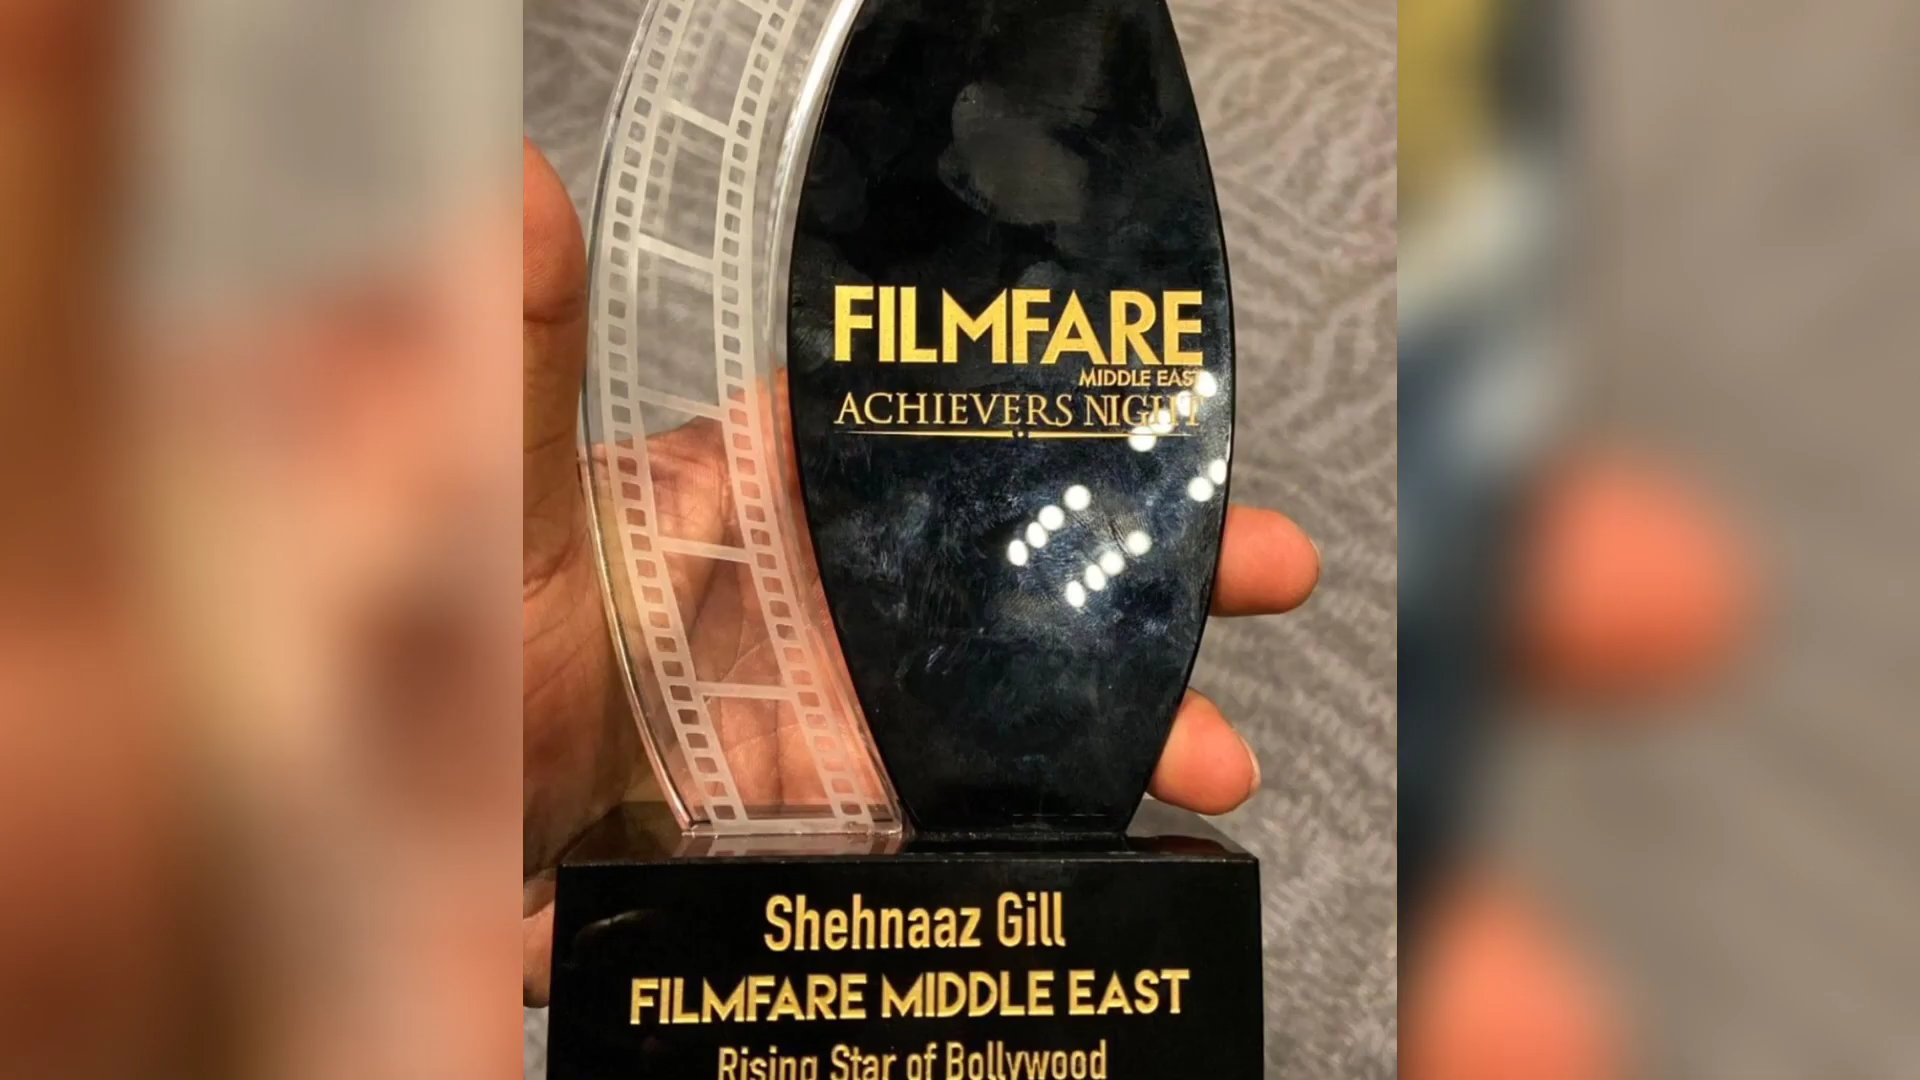 FILMFARE
MIDDLE EAST
ACHIEVERS NIGHT
Shehnaaz Gill
FILMFARE MIDDLE EAST
Rising Star of Bollywood